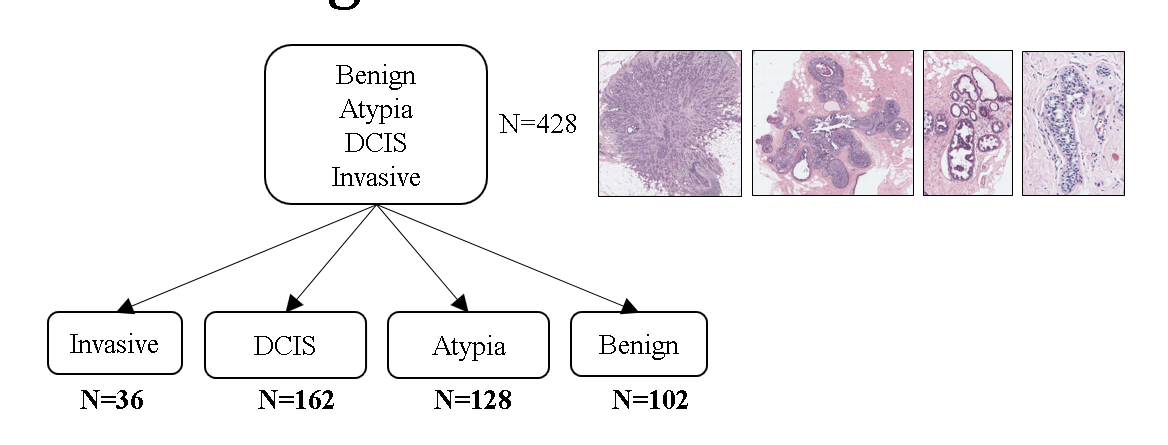 Benign
Atypia
DCIS
Invasive
N=428
Invasive
DCIS
Atypia
Benign
N=36
N=162
N=128
N=102